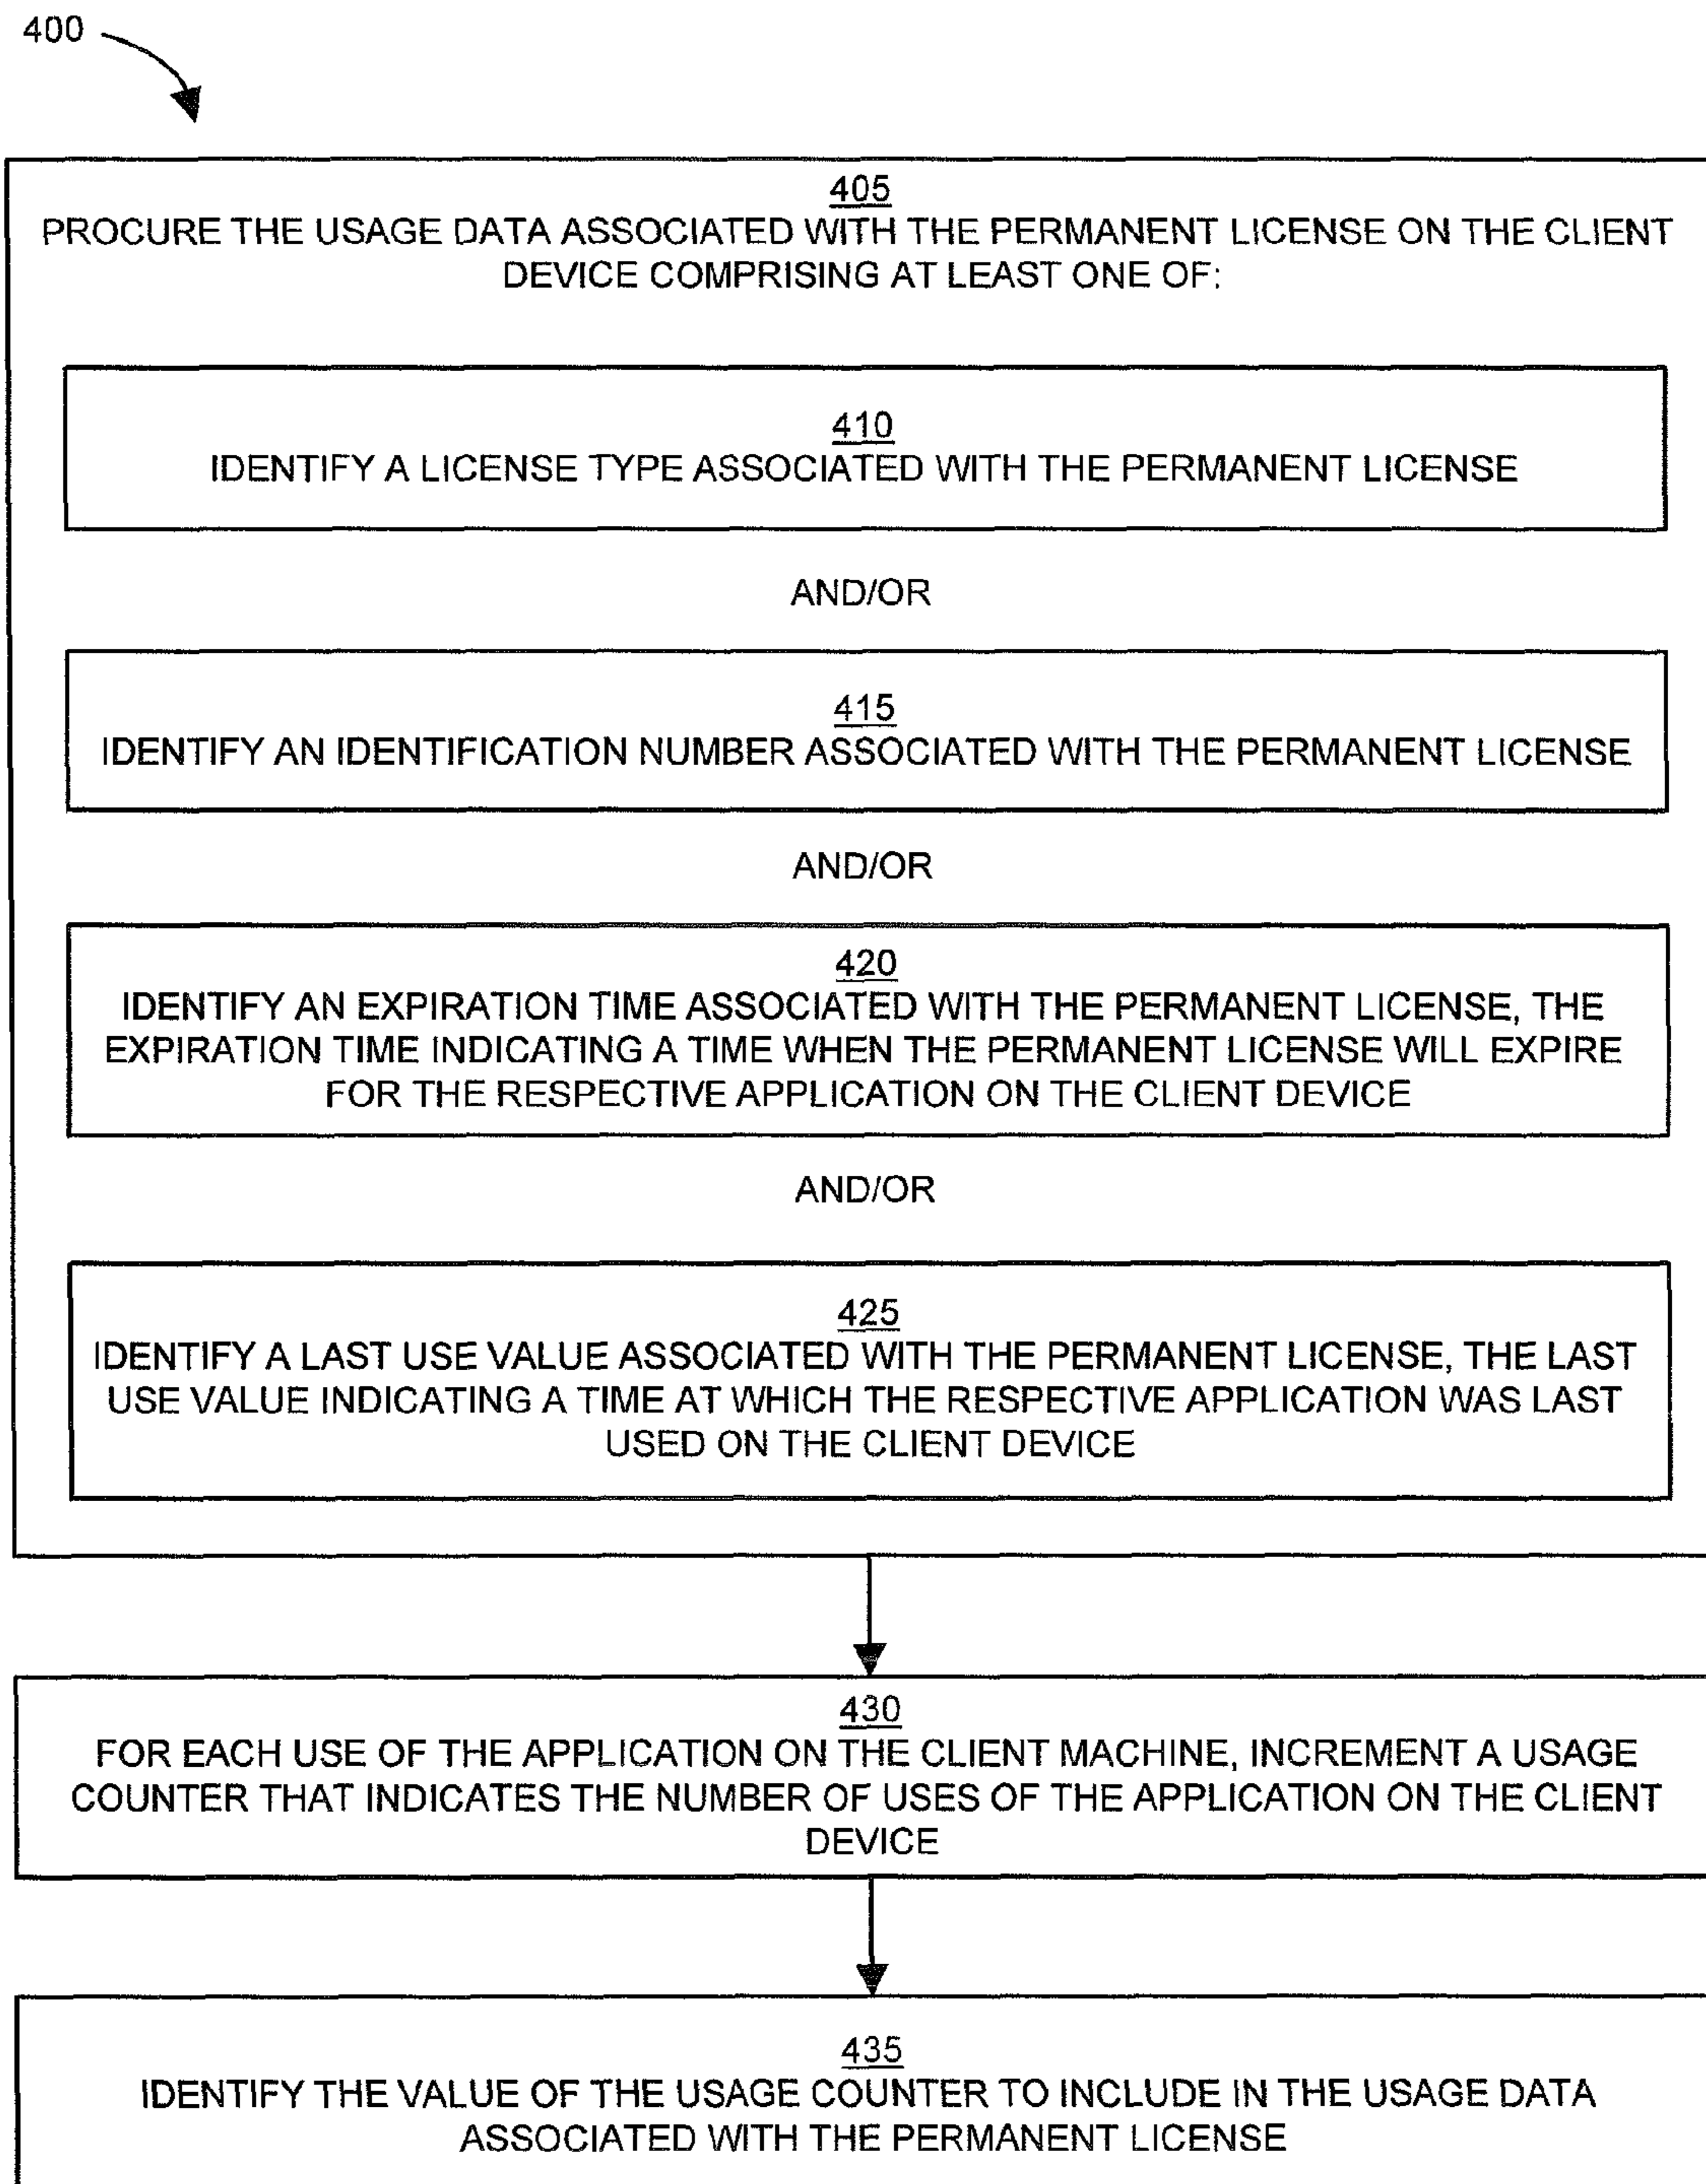 400
405
PROCURE THE USAGE DATA ASSOCIATED WITH THE PERMANENT LICENSE ON THE CLIENT
DEVICE COMPRISING AT LEAST ONE OF:
410
IDENTIFY A LICENSE TYPE ASSOCIATED WITH THE PERMANENT LICENSE
AND/OR
415
IDENTIFY AN IDENTIFICATION NUMBER ASSOCIATED WITH THE PERMANENT LICENSE
AND/OR
420
IDENTIFY AN EXPIRATION TIME ASSOCIATED WITH THE PERMANENT LICENSE, THE
EXPIRATION TIME INDICATING A TIME WHEN THE PERMANENT LICENSE WILL EXPIRE
FOR THE RESPECTIVE APPLICATION ON THE CLIENT DEVICE
AND/OR
425
IDENTIFY A LAST USE VALUE ASSOCIATED WITH THE PERMANENT LICENSE, THE LAST
USE VALUE INDICATING A TIME AT WHICH THE RESPECTIVE APPLICATION WAS LAST
USED ON THE CLIENT DEVICE
430
FOR EACH USE OF THE APPLICATION ON THE CLIENT MACHINE, INCREMENT A USAGE
COUNTER THAT INDICATES THE NUMBER OF USES OF THE APPLICATION ON THE CLIENT
DEVICE
435
IDENTIFY THE VALUE OF THE USAGE COUNTER TO INCLUDE IN THE USAGE DATA
ASSOCIATED WITH THE PERMANENT LICENSE